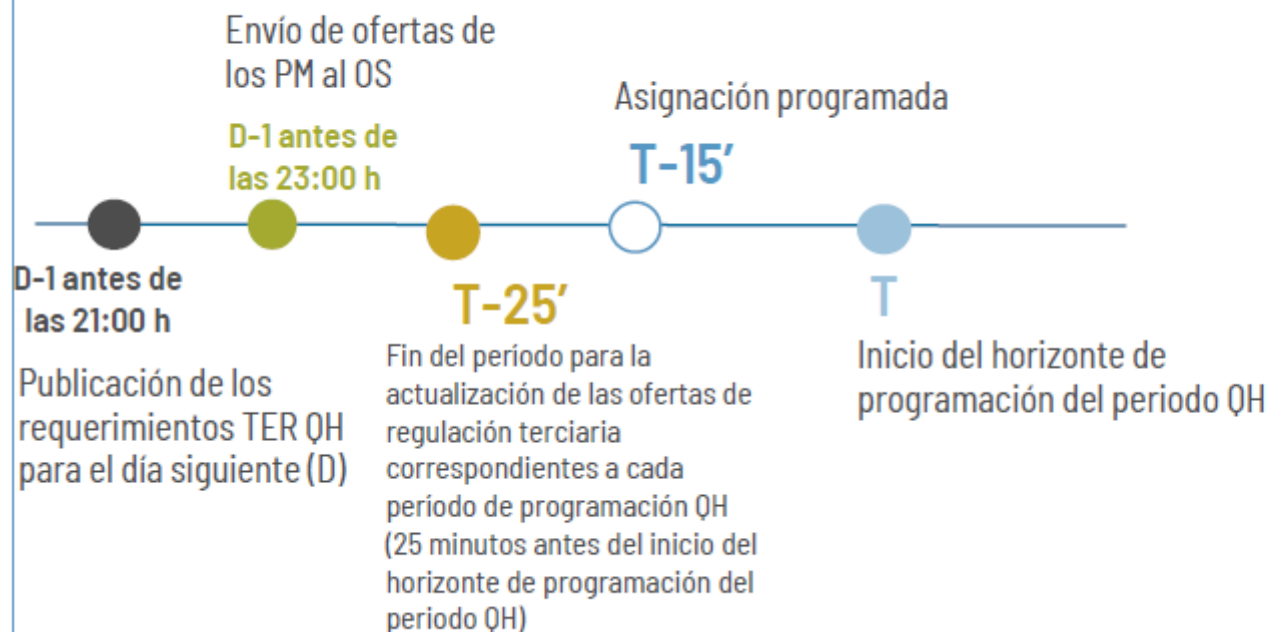 Envío de ofertas de
los PM al OS
D-1 antes de
las 23:00 h
Asignación programada
T-15’
D-1 antes de
las 21:00 h
Publicación de los
requerimientos TER QH
para el día siguiente (D)
T-25’
Fin del período para la
actualización de las ofertas de
regulación terciaria
correspondientes a cada
período de programación QH
(25 minutos antes del inicio del
horizonte de programación del
periodo QH)
T
Inicio del horizonte de
programación del periodo QH